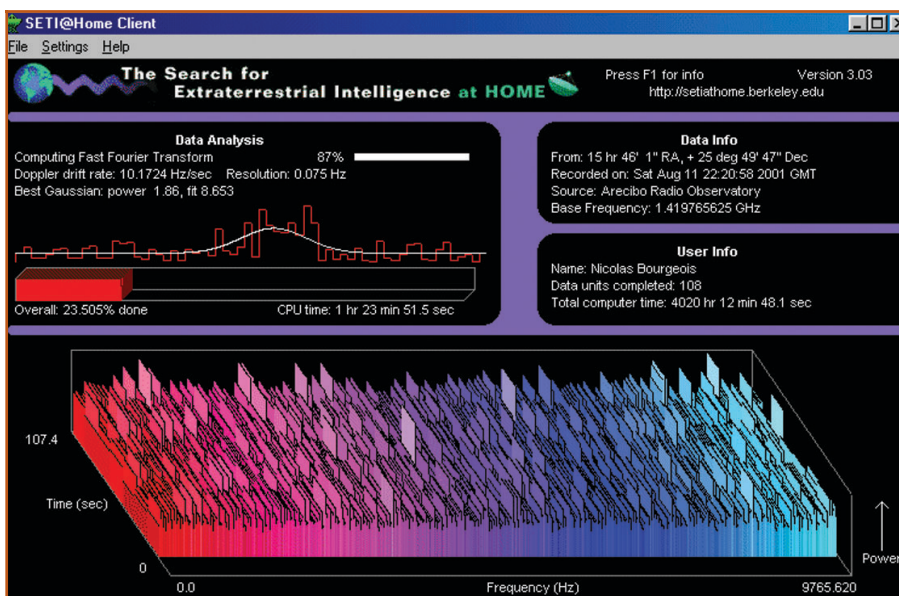 SETI@Home Client
File Settings Help
The Search for
Extraterrestrial Intelligence at HOME
Press F1 for info Version 3.03
http://setiathome.berkeley.edu
Data Analysis
Computing Fast Fourier Transform 87%
Doppler drift rate: 10.1724 Hz/sec Resolution: 0.075 Hz
Best Gaussian: power 1.86, fit 8.653
Overall: 23.505% done CPU time: 1 hr 23 min 51.5 sec
Data Info
From: 15 hr 46' 1" RA, + 25 deg 49' 47" Dec
Recorded on: Sat Aug 11 22:20:58 2001 GMT
Source: Arecibo Radio Observatory
Base Frequency: 1.419765625 GHz
User Info
Name: Nicolas Bourgeois
Data units completed: 108
Total computer time: 4020 hr 12 min 48.1 sec
107.4
Time (sec)
0
Power
0.0 Frequency (Hz) 9765.620